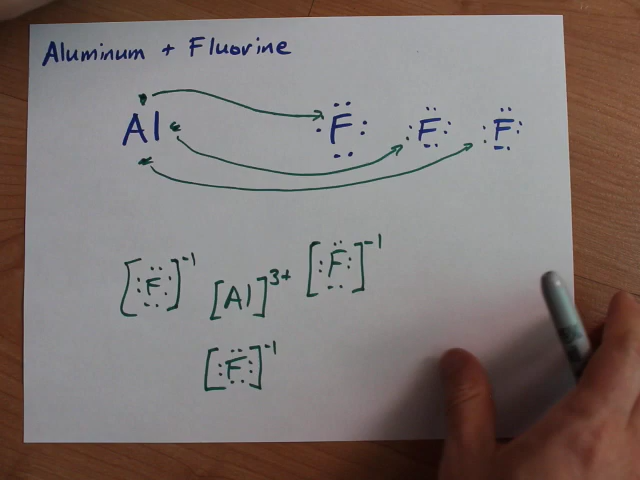 Aluminum + Fluorine
Al F F F
[F]-1 [Al]3+ [F]-1
[F]-1